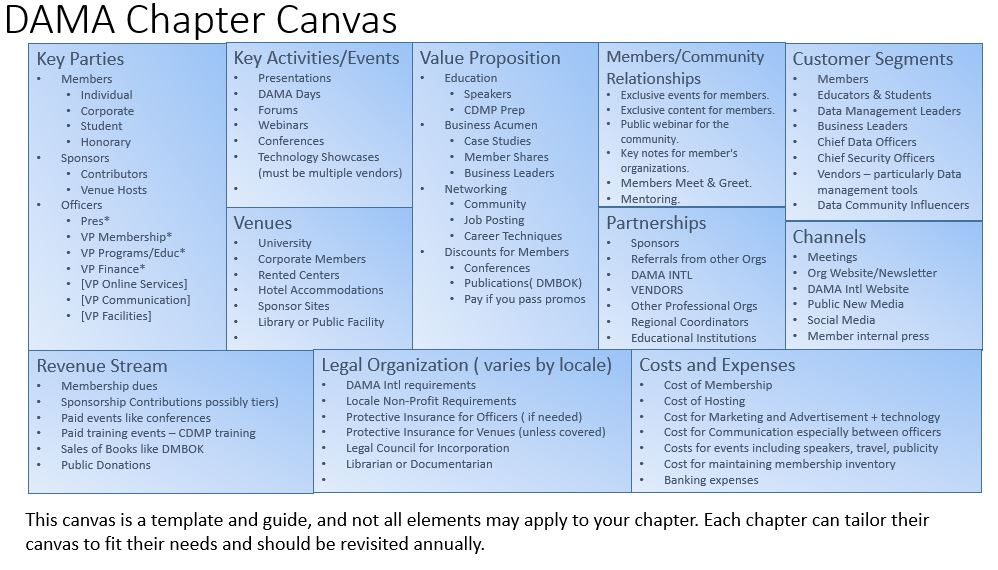 DAMA Chapter Canvas
Key Parties
• Members
• Individual
• Corporate
• Student
• Honorary
• Sponsors
• Contributors
• Venue Hosts
• Officers
• Pres*
• VP Membership*
• VP Programs/Educ*
• VP Finance*
• [VP Online Services]
• [VP Communication]
• [VP Facilities]
Key Activities/Events
• Presentations
• DAMA Days
• Forums
• Webinars
• Conferences
• Technology Showcases
(must be multiple vendors)
•
Venues
• University
• Corporate Members
• Rented Centers
• Hotel Accommodations
• Sponsor Sites
• Library or Public Facility
•
Value Proposition
• Education
• Speakers
• CDMP Prep
• Business Acumen
• Case Studies
• Member Shares
• Business Leaders
• Networking
• Community
• Job Posting
• Career Techniques
• Discounts for Members
• Conferences
• Publications( DMBOK)
• Pay if you pass promos
Members/Community
Relationships
• Exclusive events for members.
• Exclusive content for members.
• Public webinar for the
community.
• Key notes for member's
organizations.
• Members Meet & Greet.
• Mentoring.
Partnerships
• Sponsors
• Referrals from other Orgs
• DAMA INTL
• VENDORS
• Other Professional Orgs
• Regional Coordinators
• Educational Institutions
Customer Segments
• Members
• Educators & Students
• Data Management Leaders
• Business Leaders
• Chief Data Officers
• Chief Security Officers
• Vendors – particularly Data
management tools
• Data Community Influencers
Channels
• Meetings
• Org Website/Newsletter
• DAMA Intl Website
• Public New Media
• Social Media
• Member internal press
Revenue Stream
• Membership dues
• Sponsorship Contributions possibly tiers)
• Paid events like conferences
• Paid training events – CDMP training
• Sales of Books like DMBOK
• Public Donations
Legal Organization ( varies by locale)
• DAMA Intl requirements
• Locale Non-Profit Requirements
• Protective Insurance for Officers ( if needed)
• Protective Insurance for Venues (unless covered)
• Legal Council for Incorporation
• Librarian or Documentarian
•
Costs and Expenses
• Cost of Membership
• Cost of Hosting
• Cost for Marketing and Advertisement + technology
• Cost for Communication especially between officers
• Costs for events including speakers, travel, publicity
• Cost for maintaining membership inventory
• Banking expenses
This canvas is a template and guide, and not all elements may apply to your chapter. Each chapter can tailor their
canvas to fit their needs and should be revisited annually.